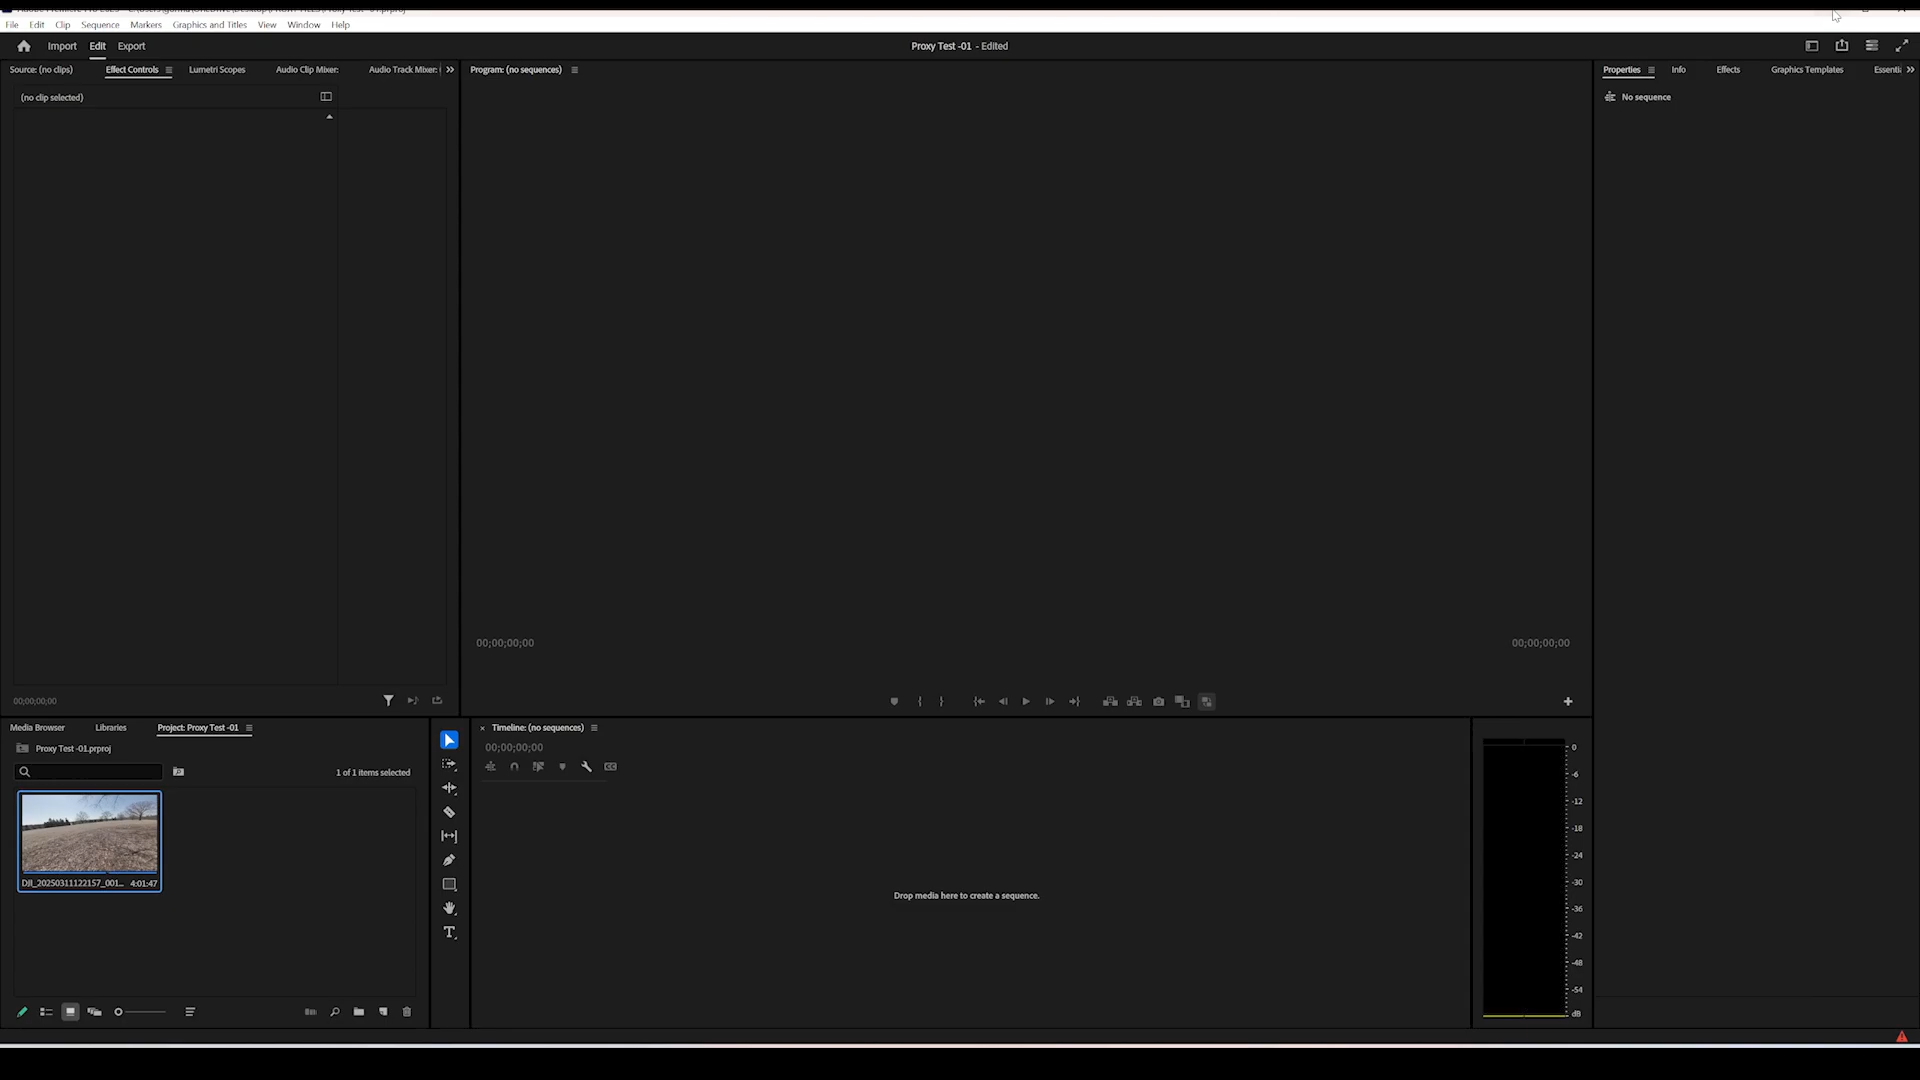 File Edit Clip Sequence Markers Graphics and Titles View Window Help
Import Edit Export
Proxy Test -01 - Edited
Source: (no clips) Effect Controls Lumetri Scopes Audio Clip Mixer: Audio Track Mixer:
Program: (no sequences)
Properties Info Effects Graphics Templates Essenti
(no clip selected)
No sequence
00;00;00;00
00;00;00;00
00;00;00;00
Media Browser Libraries Project: Proxy Test -01
Proxy Test -01.prproj
1 of 1 items selected
DJI_20250311122157_001... 4:01:47
Timeline: (no sequences)
00;00;00;00
Drop media here to create a sequence.
0
-6
-12
-18
-24
-30
-36
-42
-48
-54
dB